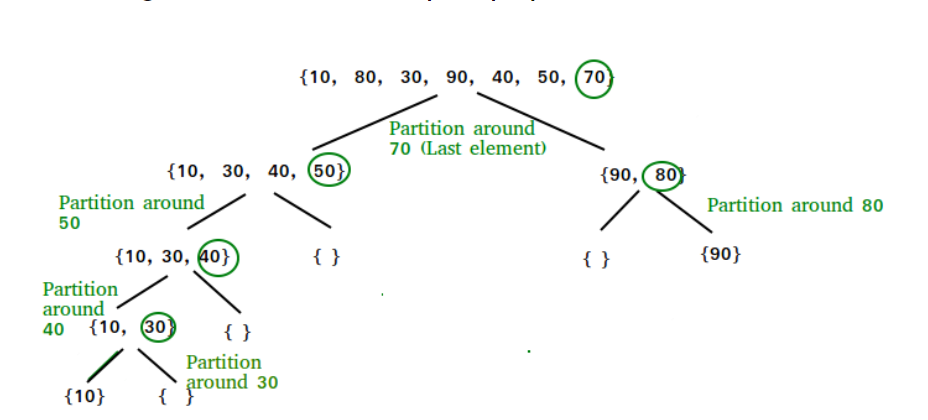 {10, 80, 30, 90, 40, 50, 70}
Partition around
70 (Last element)
{10, 30, 40, 50}
{90, 80}
Partition around
50
Partition around 80
{10, 30, 40}
{ }
{ }
{90}
Partition
around
40
{10, 30}
{ }
Partition
around 30
{10}
{ }